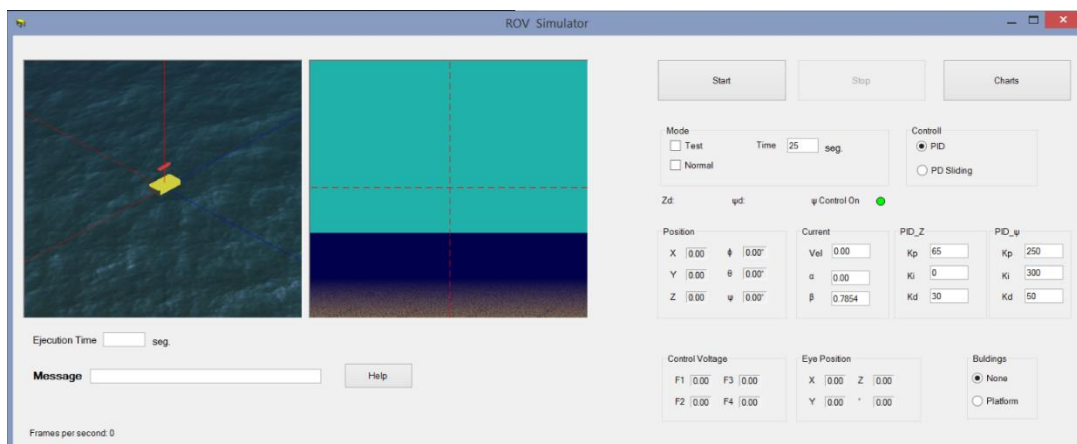 ROV Simulator
Start
Stop
Charts
Mode
Test
Time 25 seg.
Normal
Controll
PID
PD Sliding
Zd: ψd: ψ Control On
Position
X 0.00 ϕ 0.00°
Y 0.00 θ 0.00°
Z 0.00 ψ 0.00°
Current
Vel 0.00
α 0.00
β 0.7854
PID_Z
Kp 65
Ki 0
Kd 30
PID_ψ
Kp 250
Ki 300
Kd 50
Ejecution Time seg.
Message
Help
Control Voltage
F1 0.00 F3 0.00
F2 0.00 F4 0.00
Eye Position
X 0.00 Z 0.00
Y 0.00 ' 0.00
Buldings
None
Platform
Frames per second: 0